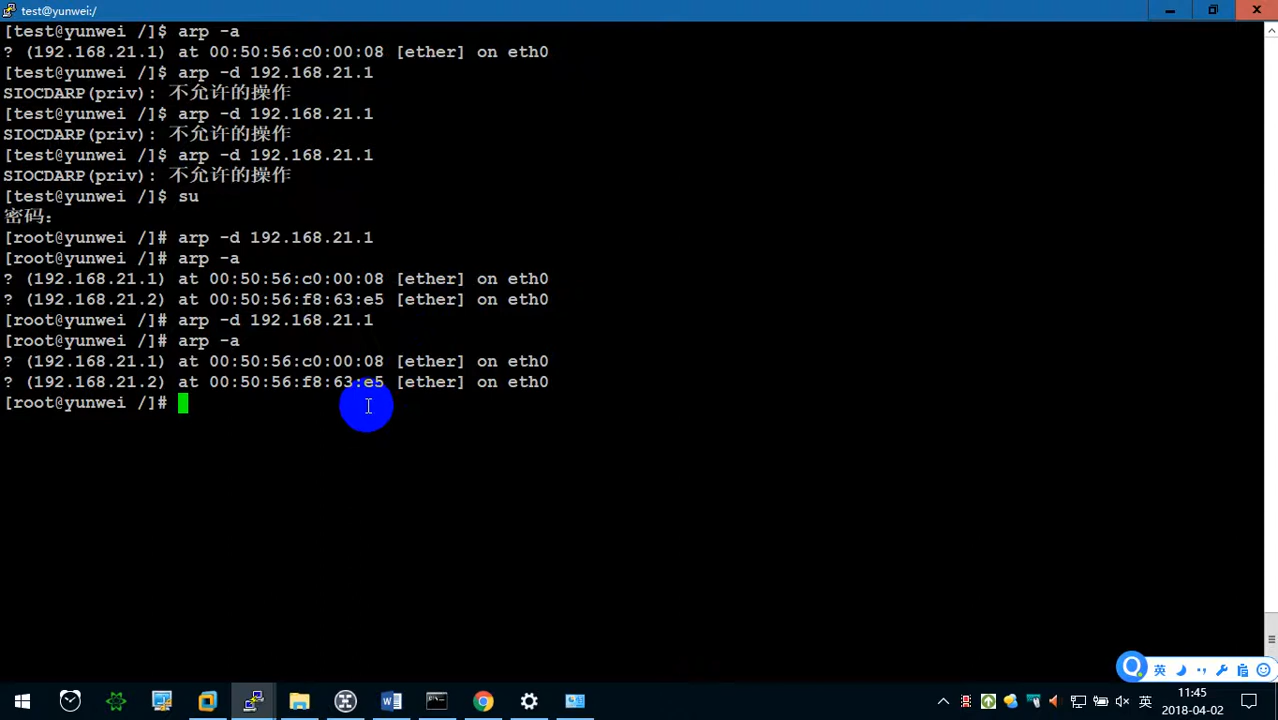 test@yunwei:/
[test@yunwei /]$ arp -a
? (192.168.21.1) at 00:50:56:c0:00:08 [ether] on eth0
[test@yunwei /]$ arp -d 192.168.21.1
SIOCDARP(priv): 不允许的操作
[test@yunwei /]$ arp -d 192.168.21.1
SIOCDARP(priv): 不允许的操作
[test@yunwei /]$ arp -d 192.168.21.1
SIOCDARP(priv): 不允许的操作
[test@yunwei /]$ su
密码：
[root@yunwei /]# arp -d 192.168.21.1
[root@yunwei /]# arp -a
? (192.168.21.1) at 00:50:56:c0:00:08 [ether] on eth0
? (192.168.21.2) at 00:50:56:f8:63:e5 [ether] on eth0
[root@yunwei /]# arp -d 192.168.21.1
[root@yunwei /]# arp -a
? (192.168.21.1) at 00:50:56:c0:00:08 [ether] on eth0
? (192.168.21.2) at 00:50:56:f8:63:e5 [ether] on eth0
[root@yunwei /]#
英
英
11:45
2018-04-02